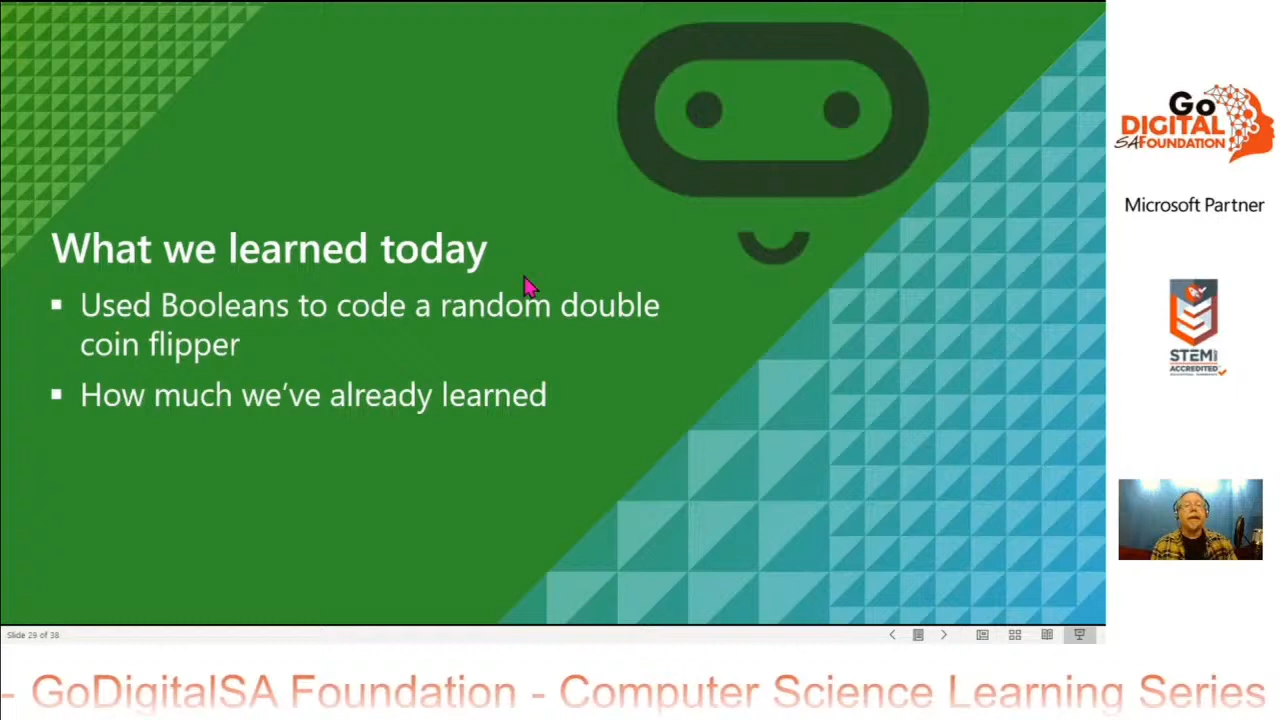 What we learned today
▪ Used Booleans to code a random double
coin flipper
▪ How much we've already learned
Go
DIGITAL
SAFOUNDATION
Microsoft Partner
STEM
ACCREDITED
Slide 29 of 38
- GoDigitalSA Foundation - Computer Science Learning Series